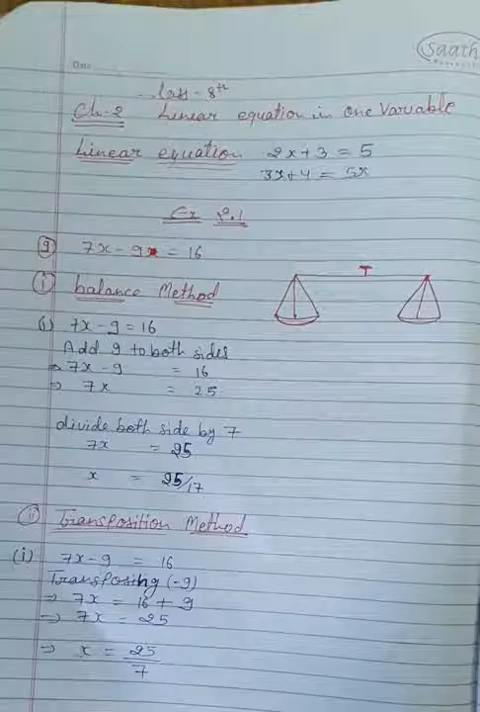 Saath
Class - 8th
Ch-2 Linear equation in one Variable
Linear equation 2x+3 = 5
3x+4 = 5x
Ex 2.1
9 7x - 9 = 16
i balance Method
(i) 7x - 9 = 16
Add 9 to both sides
⇒ 7x - 9 = 16
⇒ 7x = 25
divide both side by 7
7x = 25
x = 25/17
ii Transposition Method
(i) 7x - 9 = 16
Transposing (-9)
⇒ 7x = 16 + 9
⇒ 7x = 25
⇒ x = 25/7